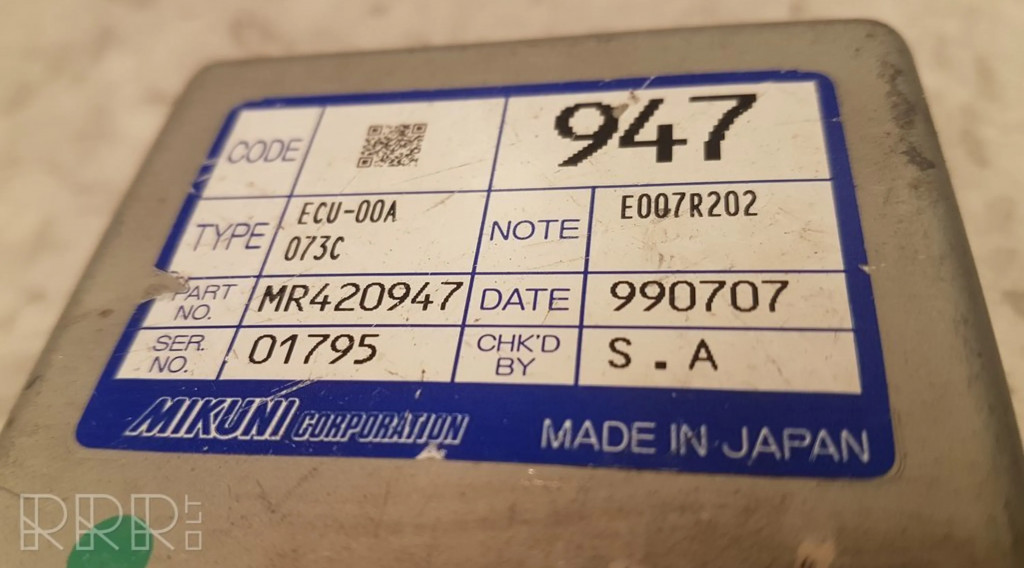 CODE 947
TYPE ECU-00A
073C
NOTE E007R202
PART
NO. MR420947
DATE 990707
SER.
NO. 01795
CHK'D
BY S.A
MIKUNI CORPORATION MADE IN JAPAN
RRR.LT